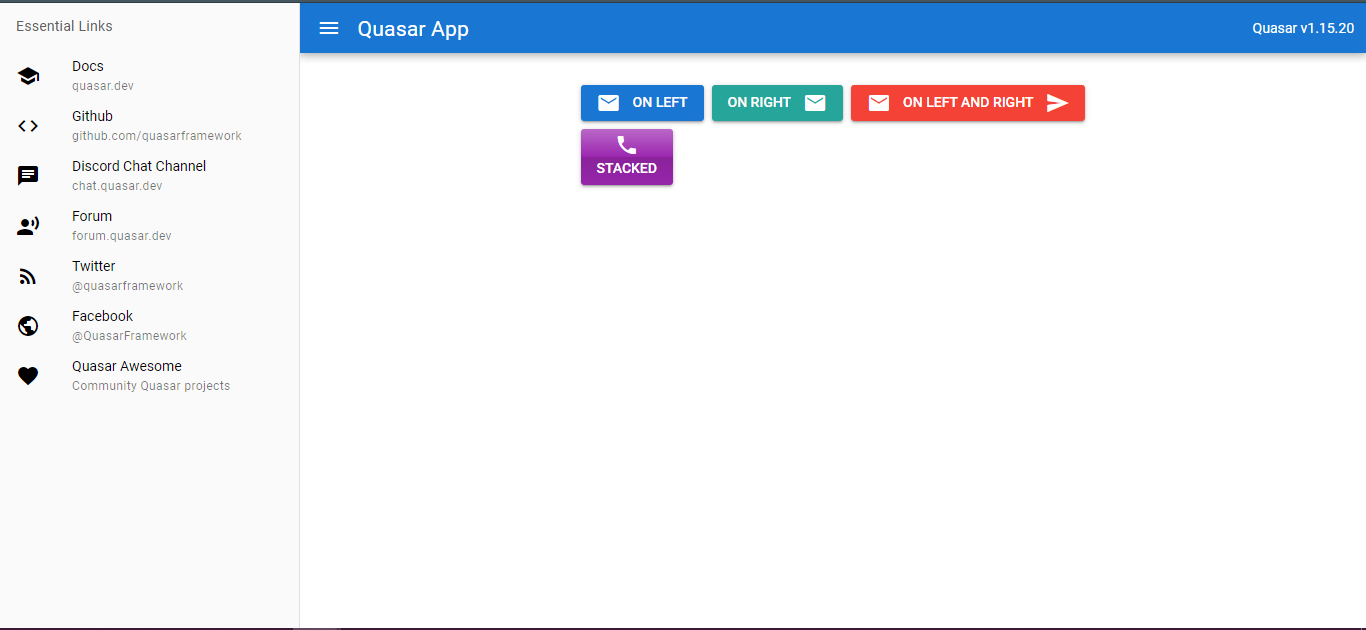 Essential Links
Quasar App
Quasar v1.15.20
Docs
quasar.dev
Github
github.com/quasarframework
Discord Chat Channel
chat.quasar.dev
Forum
forum.quasar.dev
Twitter
@quasarframework
Facebook
@QuasarFramework
Quasar Awesome
Community Quasar projects
ON LEFT
ON RIGHT
ON LEFT AND RIGHT
STACKED